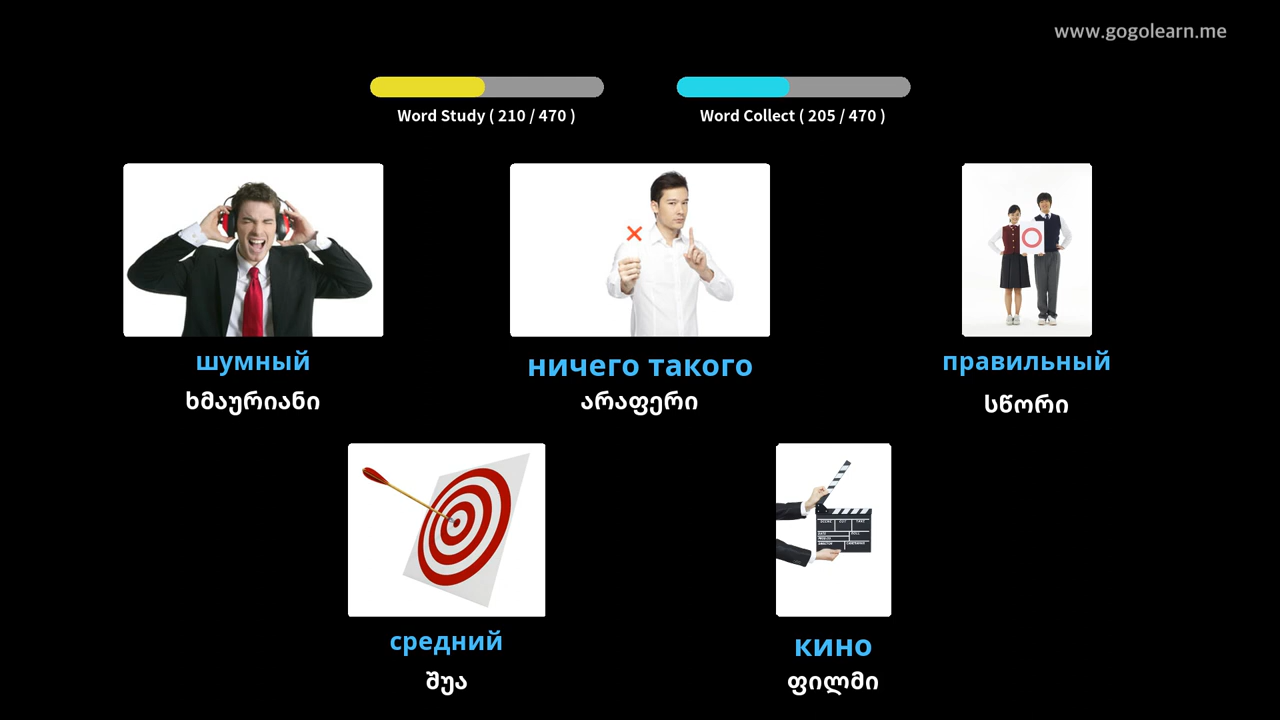 www.gogolearn.me
Word Study ( 210 / 470 )
Word Collect ( 205 / 470 )
шумный
ხმაურიანი
ничего такого
არაფერი
правильный
სწორი
средний
შუა
кино
ფილმი